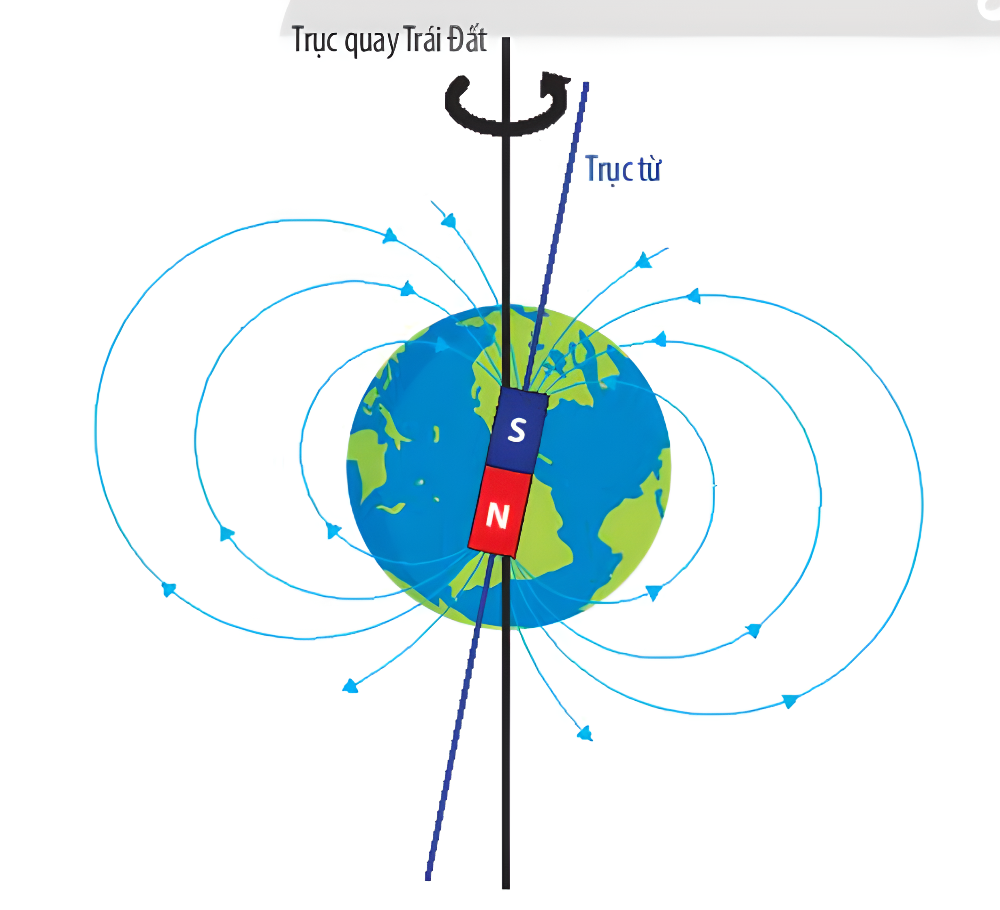 Trục quay Trái Đất
Trục từ
S
N